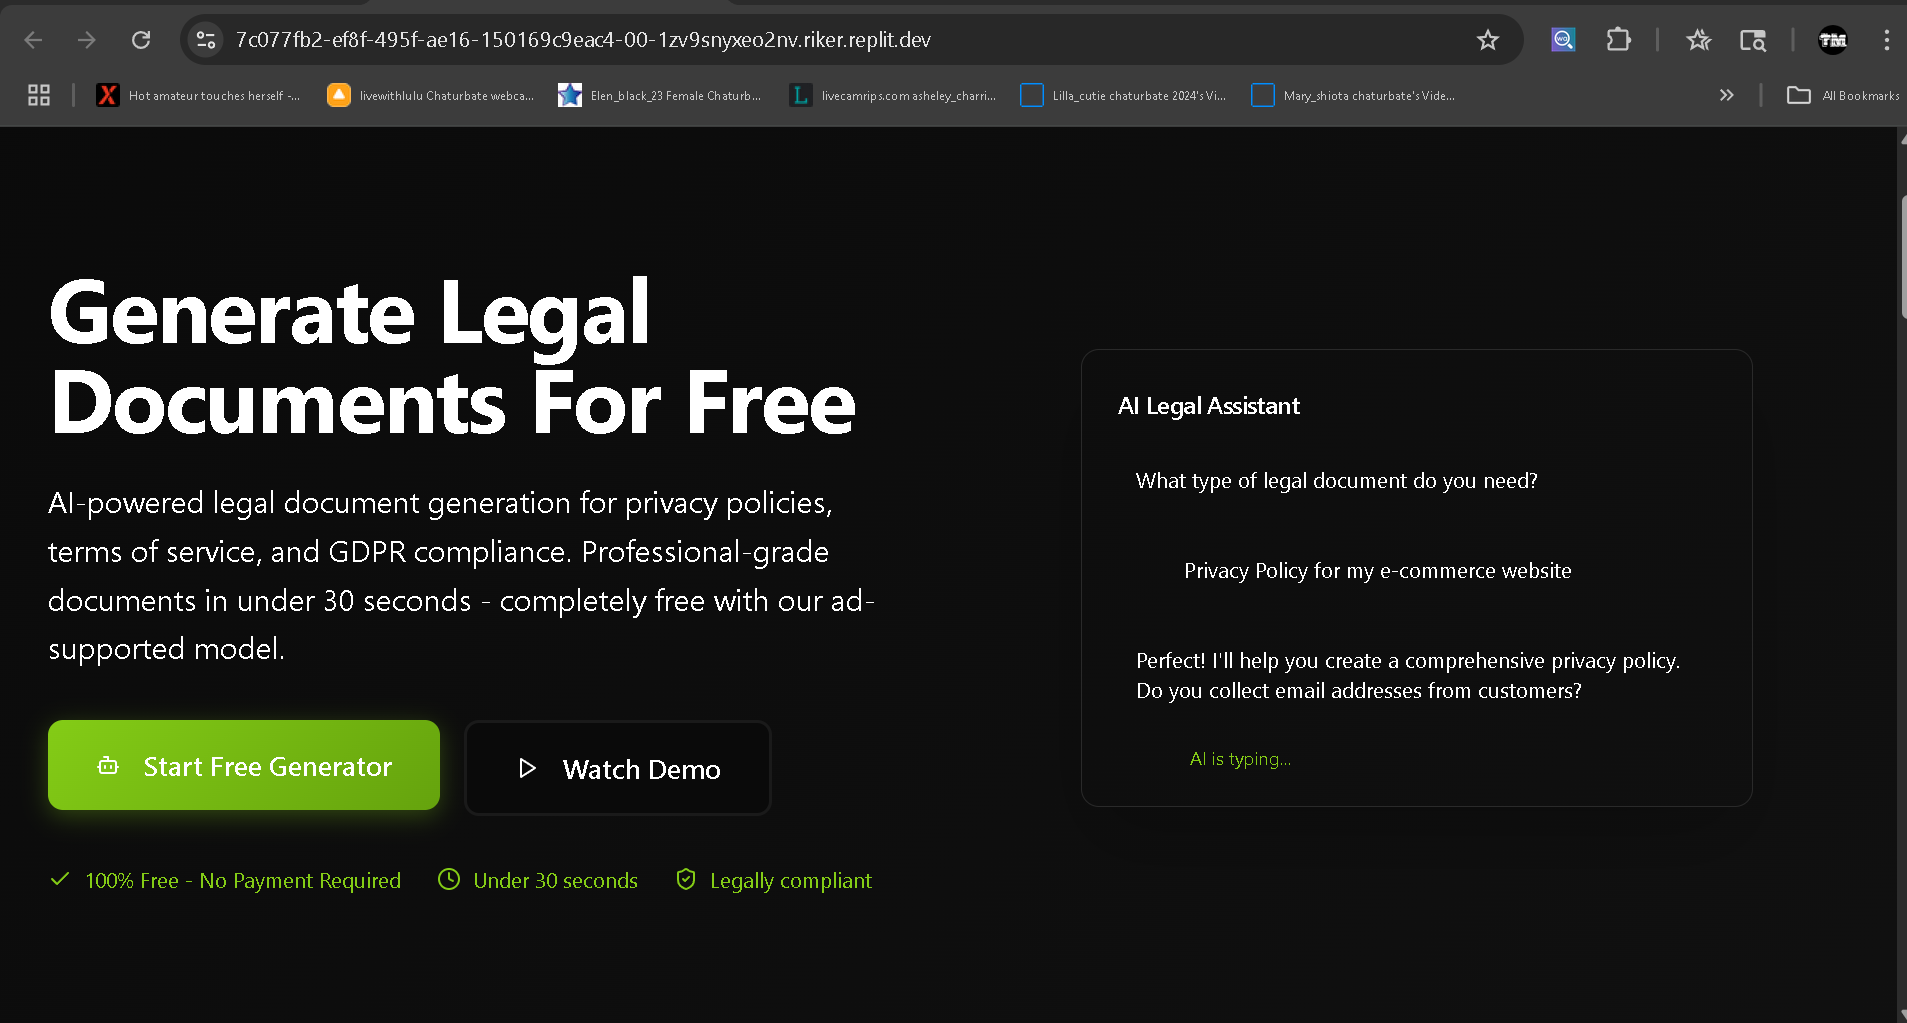 7c077fb2-ef8f-495f-ae16-150169c9eac4-00-1zv9snyxeo2nv.riker.replit.dev
Hot amateur touches herself -... livewithlulu Chaturbate webca... Elen_black_23 Female Chaturb... livecamrips.com asheley_charri... Lilla_cutie chaturbate 2024's Vi... Mary_shiota chaturbate's Vide... All Bookmarks
Generate Legal
Documents For Free
AI-powered legal document generation for privacy policies,
terms of service, and GDPR compliance. Professional-grade
documents in under 30 seconds - completely free with our ad-
supported model.
Start Free Generator
Watch Demo
100% Free - No Payment Required
Under 30 seconds
Legally compliant
AI Legal Assistant
What type of legal document do you need?
Privacy Policy for my e-commerce website
Perfect! I'll help you create a comprehensive privacy policy.
Do you collect email addresses from customers?
AI is typing...